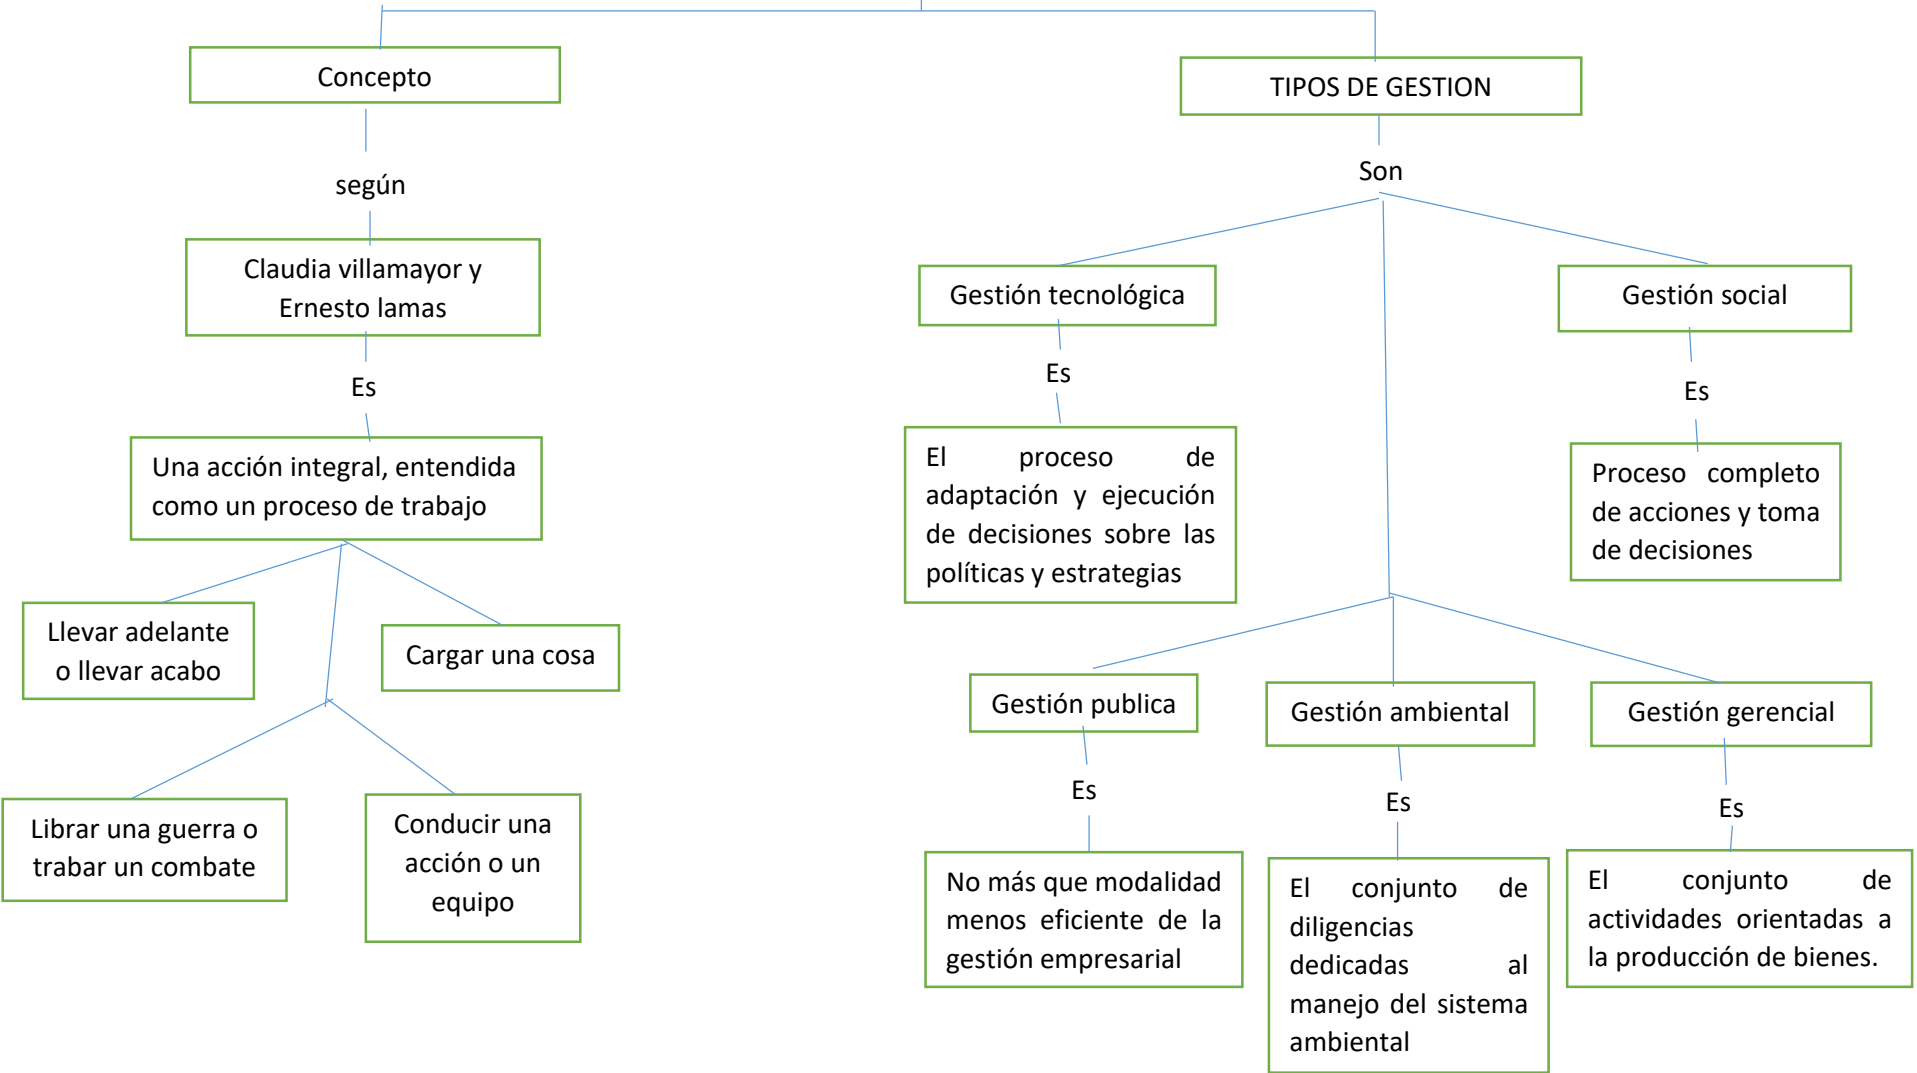 Concepto
según
Claudia villamayor y
Ernesto lamas
Es
Una acción integral, entendida
como un proceso de trabajo
Llevar adelante
o llevar acabo
Cargar una cosa
Librar una guerra o
trabar un combate
Conducir una
acción o un
equipo
TIPOS DE GESTION
Son
Gestión tecnológica
Es
El proceso de
adaptación y ejecución
de decisiones sobre las
políticas y estrategias
Gestión social
Es
Proceso completo
de acciones y toma
de decisiones
Gestión publica
Es
No más que modalidad
menos eficiente de la
gestión empresarial
Gestión ambiental
Es
El conjunto de
diligencias
dedicadas al
manejo del sistema
ambiental
Gestión gerencial
Es
El conjunto de
actividades orientadas a
la producción de bienes.